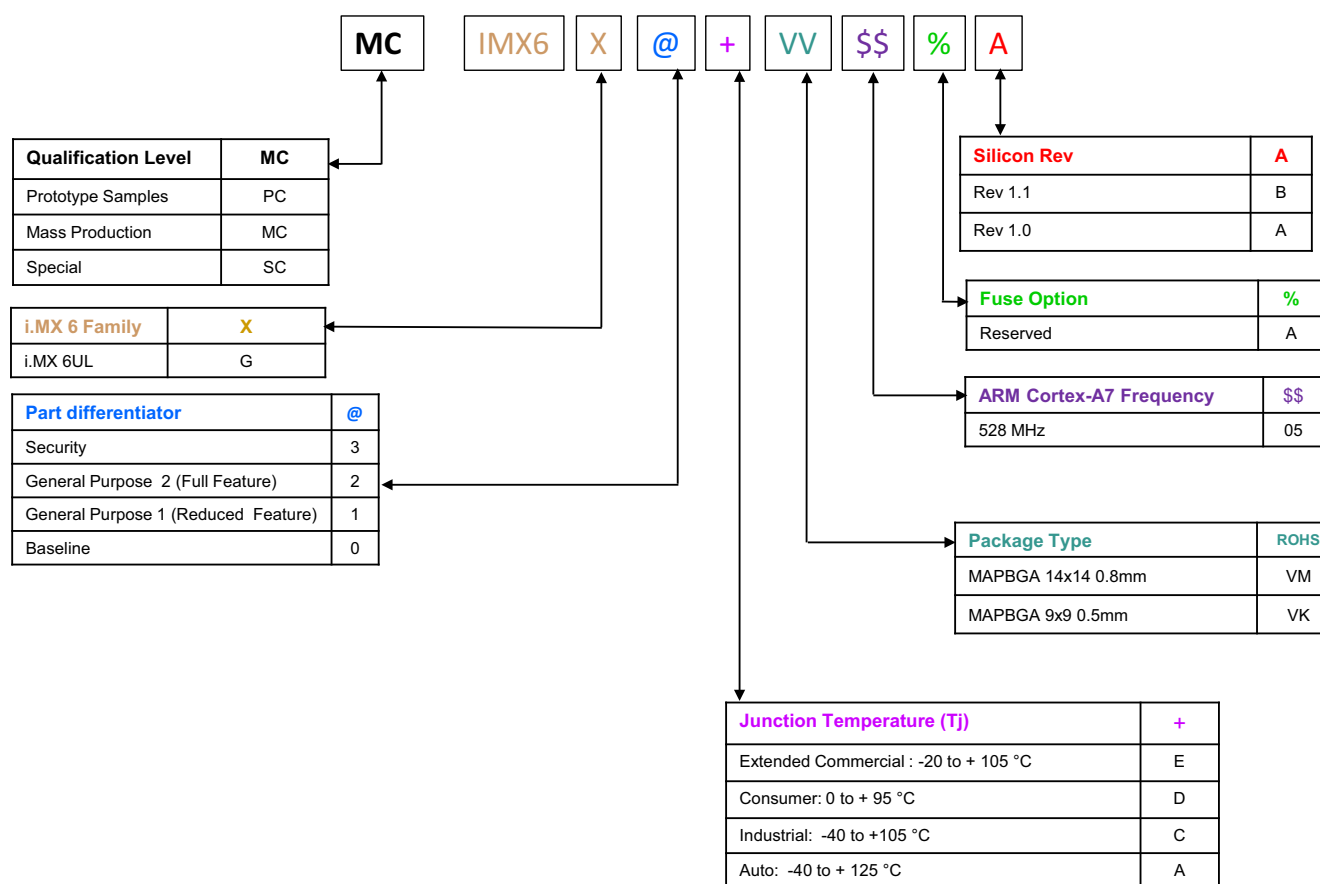 MC IMX6 X @ + VV $$ % A
Qualification Level MC
Prototype Samples PC
Mass Production MC
Special SC
i.MX 6 Family X
i.MX 6UL G
Part differentiator @
Security 3
General Purpose 2 (Full Feature) 2
General Purpose 1 (Reduced Feature) 1
Baseline 0
Silicon Rev A
Rev 1.1 B
Rev 1.0 A
Fuse Option %
Reserved A
ARM Cortex-A7 Frequency $$
528 MHz 05
Package Type ROHS
MAPBGA 14x14 0.8mm VM
MAPBGA 9x9 0.5mm VK
Junction Temperature (Tj) +
Extended Commercial : -20 to + 105 °C E
Consumer: 0 to + 95 °C D
Industrial: -40 to +105 °C C
Auto: -40 to + 125 °C A